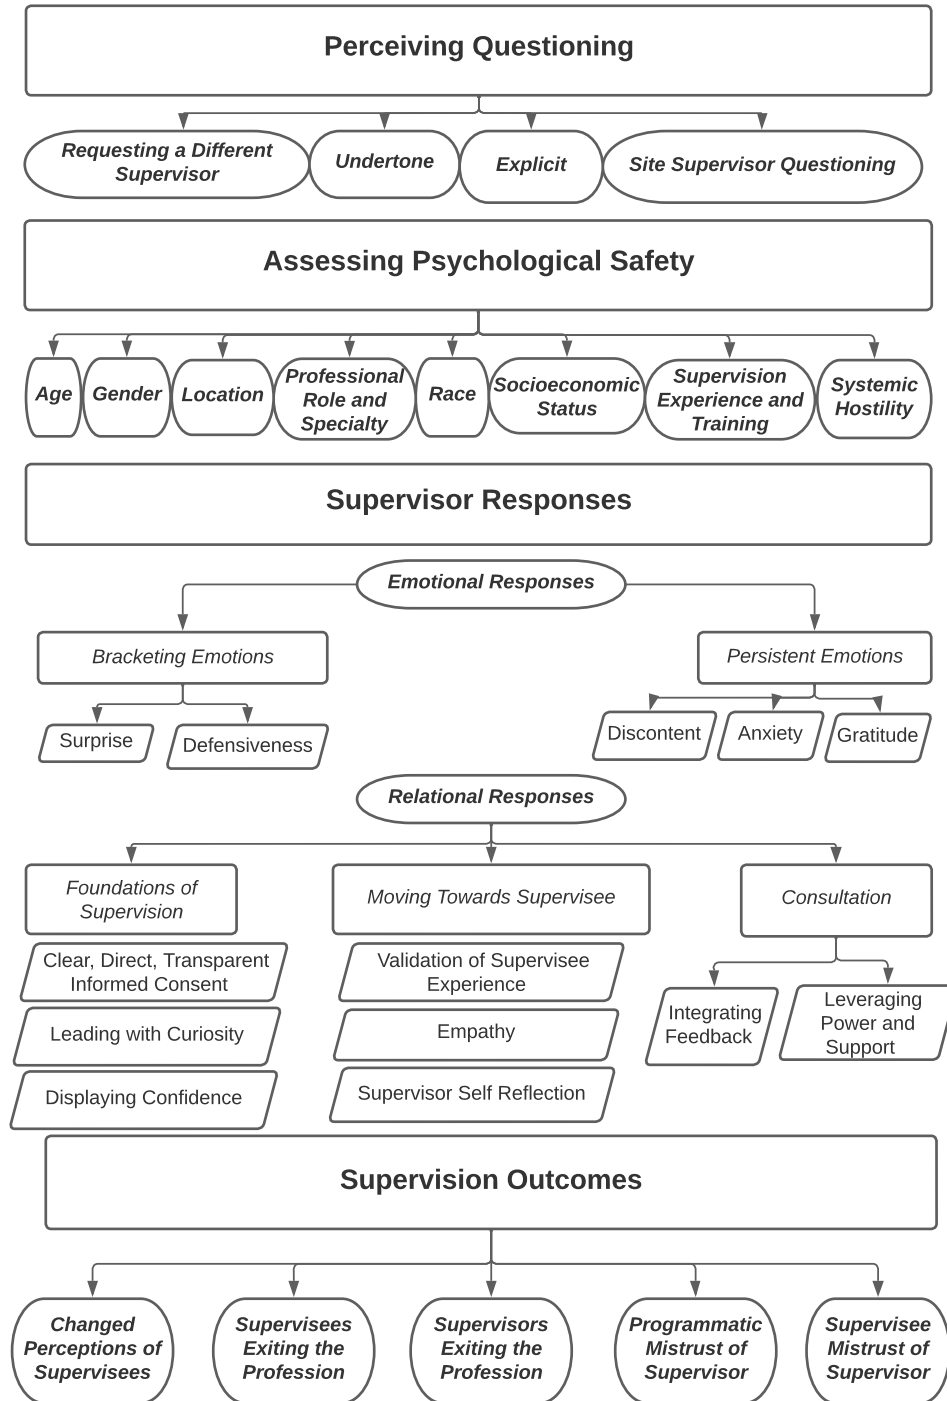 Perceiving Questioning
Requesting a Different
Supervisor
Undertone
Explicit
Site Supervisor Questioning
Assessing Psychological Safety
Age
Gender
Location
Professional
Role and
Specialty
Race
Socioeconomic
Status
Supervision
Experience and
Training
Systemic
Hostility
Supervisor Responses
Emotional Responses
Bracketing Emotions
Persistent Emotions
Surprise
Defensiveness
Discontent
Anxiety
Gratitude
Relational Responses
Foundations of
Supervision
Clear, Direct, Transparent
Informed Consent
Leading with Curiosity
Displaying Confidence
Moving Towards Supervisee
Validation of Supervisee
Experience
Empathy
Supervisor Self Reflection
Consultation
Integrating
Feedback
Leveraging
Power and
Support
Supervision Outcomes
Changed
Perceptions of
Supervisees
Supervisees
Exiting the
Profession
Supervisors
Exiting the
Profession
Programmatic
Mistrust of
Supervisor
Supervisee
Mistrust of
Supervisor